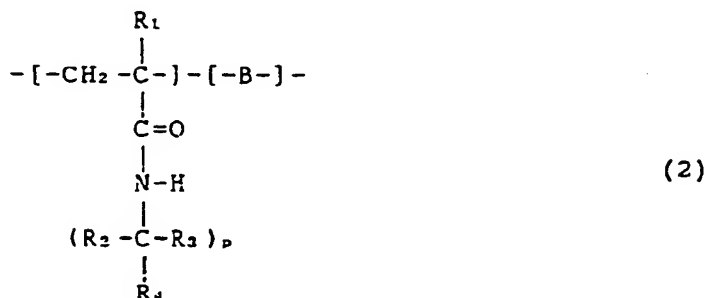 R₁
-[-CH₂-C-]-[-B-]-
C=O
N-H
(2)
(R₂-C-R₃)ₚ
R₄